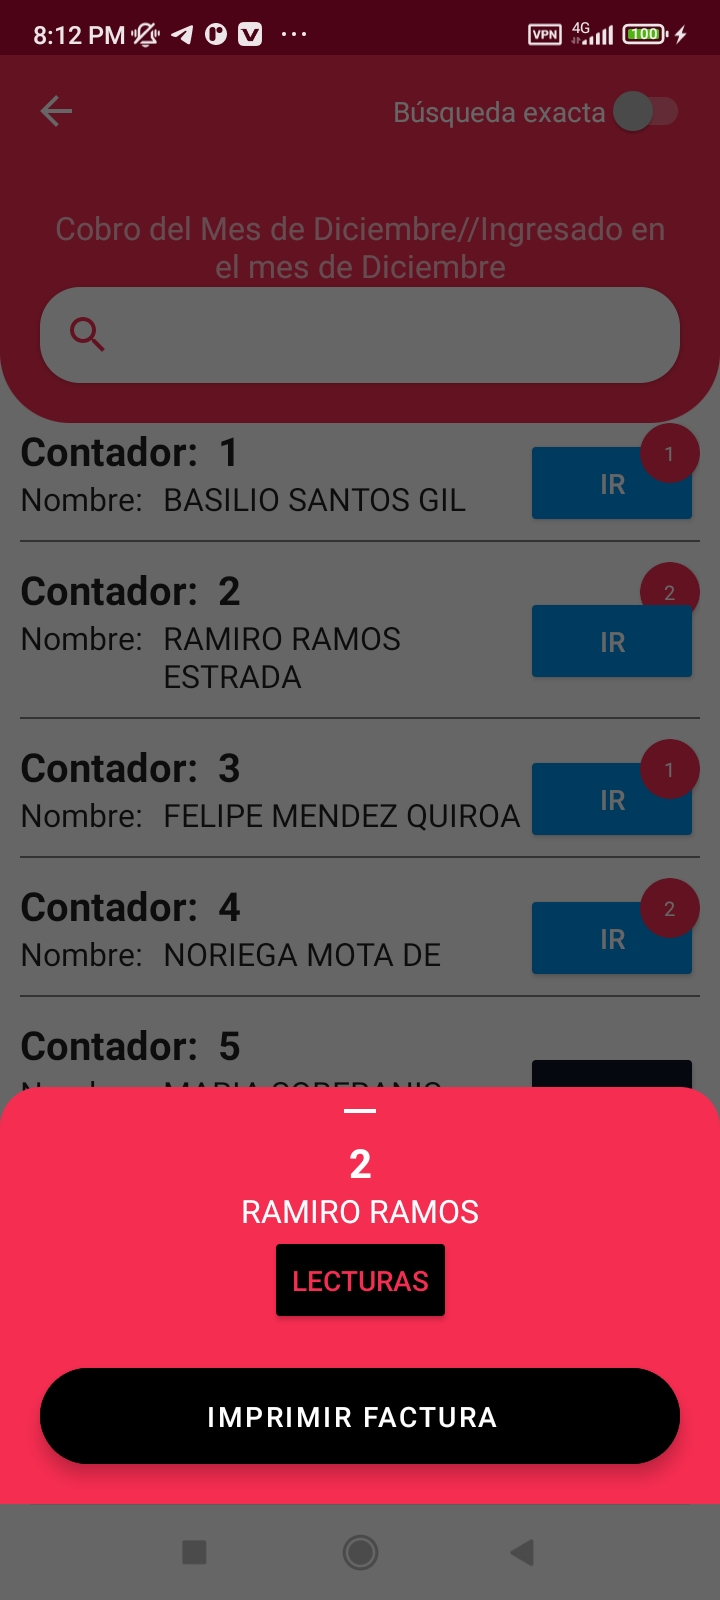 8:12 PM
VPN 4G 100
Búsqueda exacta
Cobro del Mes de Diciembre//Ingresado en
el mes de Diciembre
Contador: 1
1
Nombre: BASILIO SANTOS GIL
IR
Contador: 2
2
Nombre: RAMIRO RAMOS
ESTRADA
IR
Contador: 3
1
Nombre: FELIPE MENDEZ QUIROA
IR
Contador: 4
2
Nombre: NORIEGA MOTA DE
IR
Contador: 5
2
RAMIRO RAMOS
LECTURAS
IMPRIMIR FACTURA